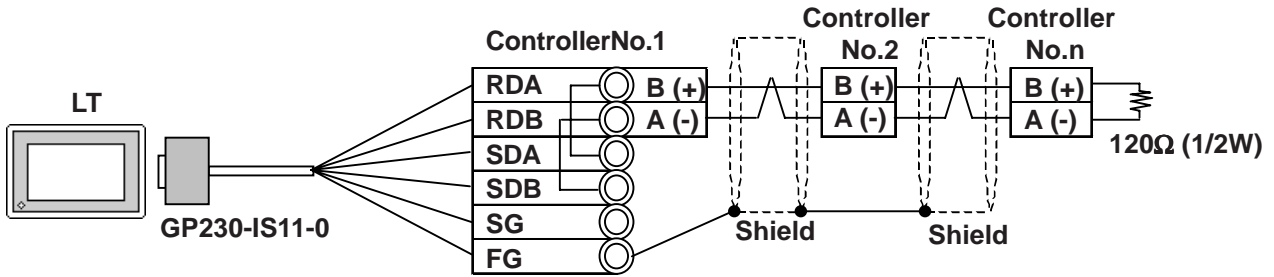 LT
GP230-IS11-0
ControllerNo.1
RDA
RDB
SDA
SDB
SG
FG
B (+)
A (-)
Controller
No.2
B (+)
A (-)
Controller
No.n
B (+)
A (-)
120Ω (1/2W)
Shield
Shield